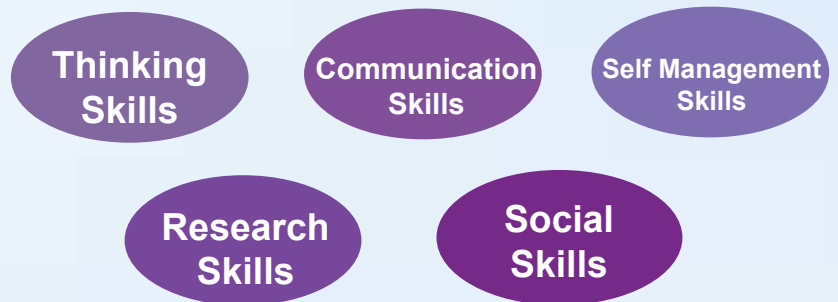 Thinking
Skills
Communication
Skills
Self Management
Skills
Research
Skills
Social
Skills